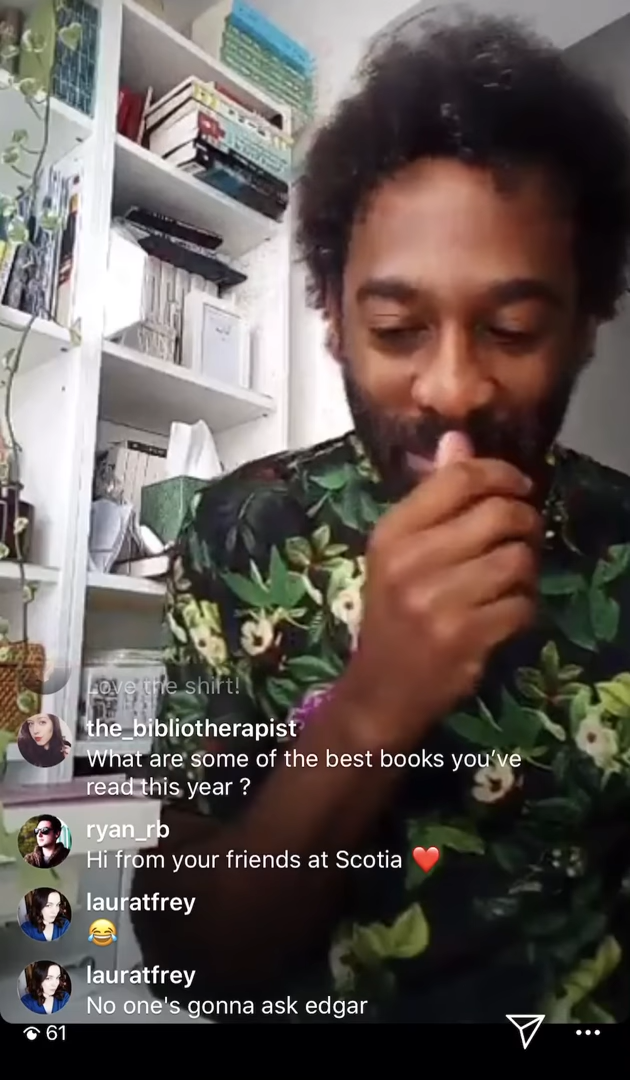 Love the shirt!
the_bibliotherapist
What are some of the best books you’ve
read this year ?
ryan_rb
Hi from your friends at Scotia ❤️
lauratfrey
😂
lauratfrey
No one's gonna ask edgar
61